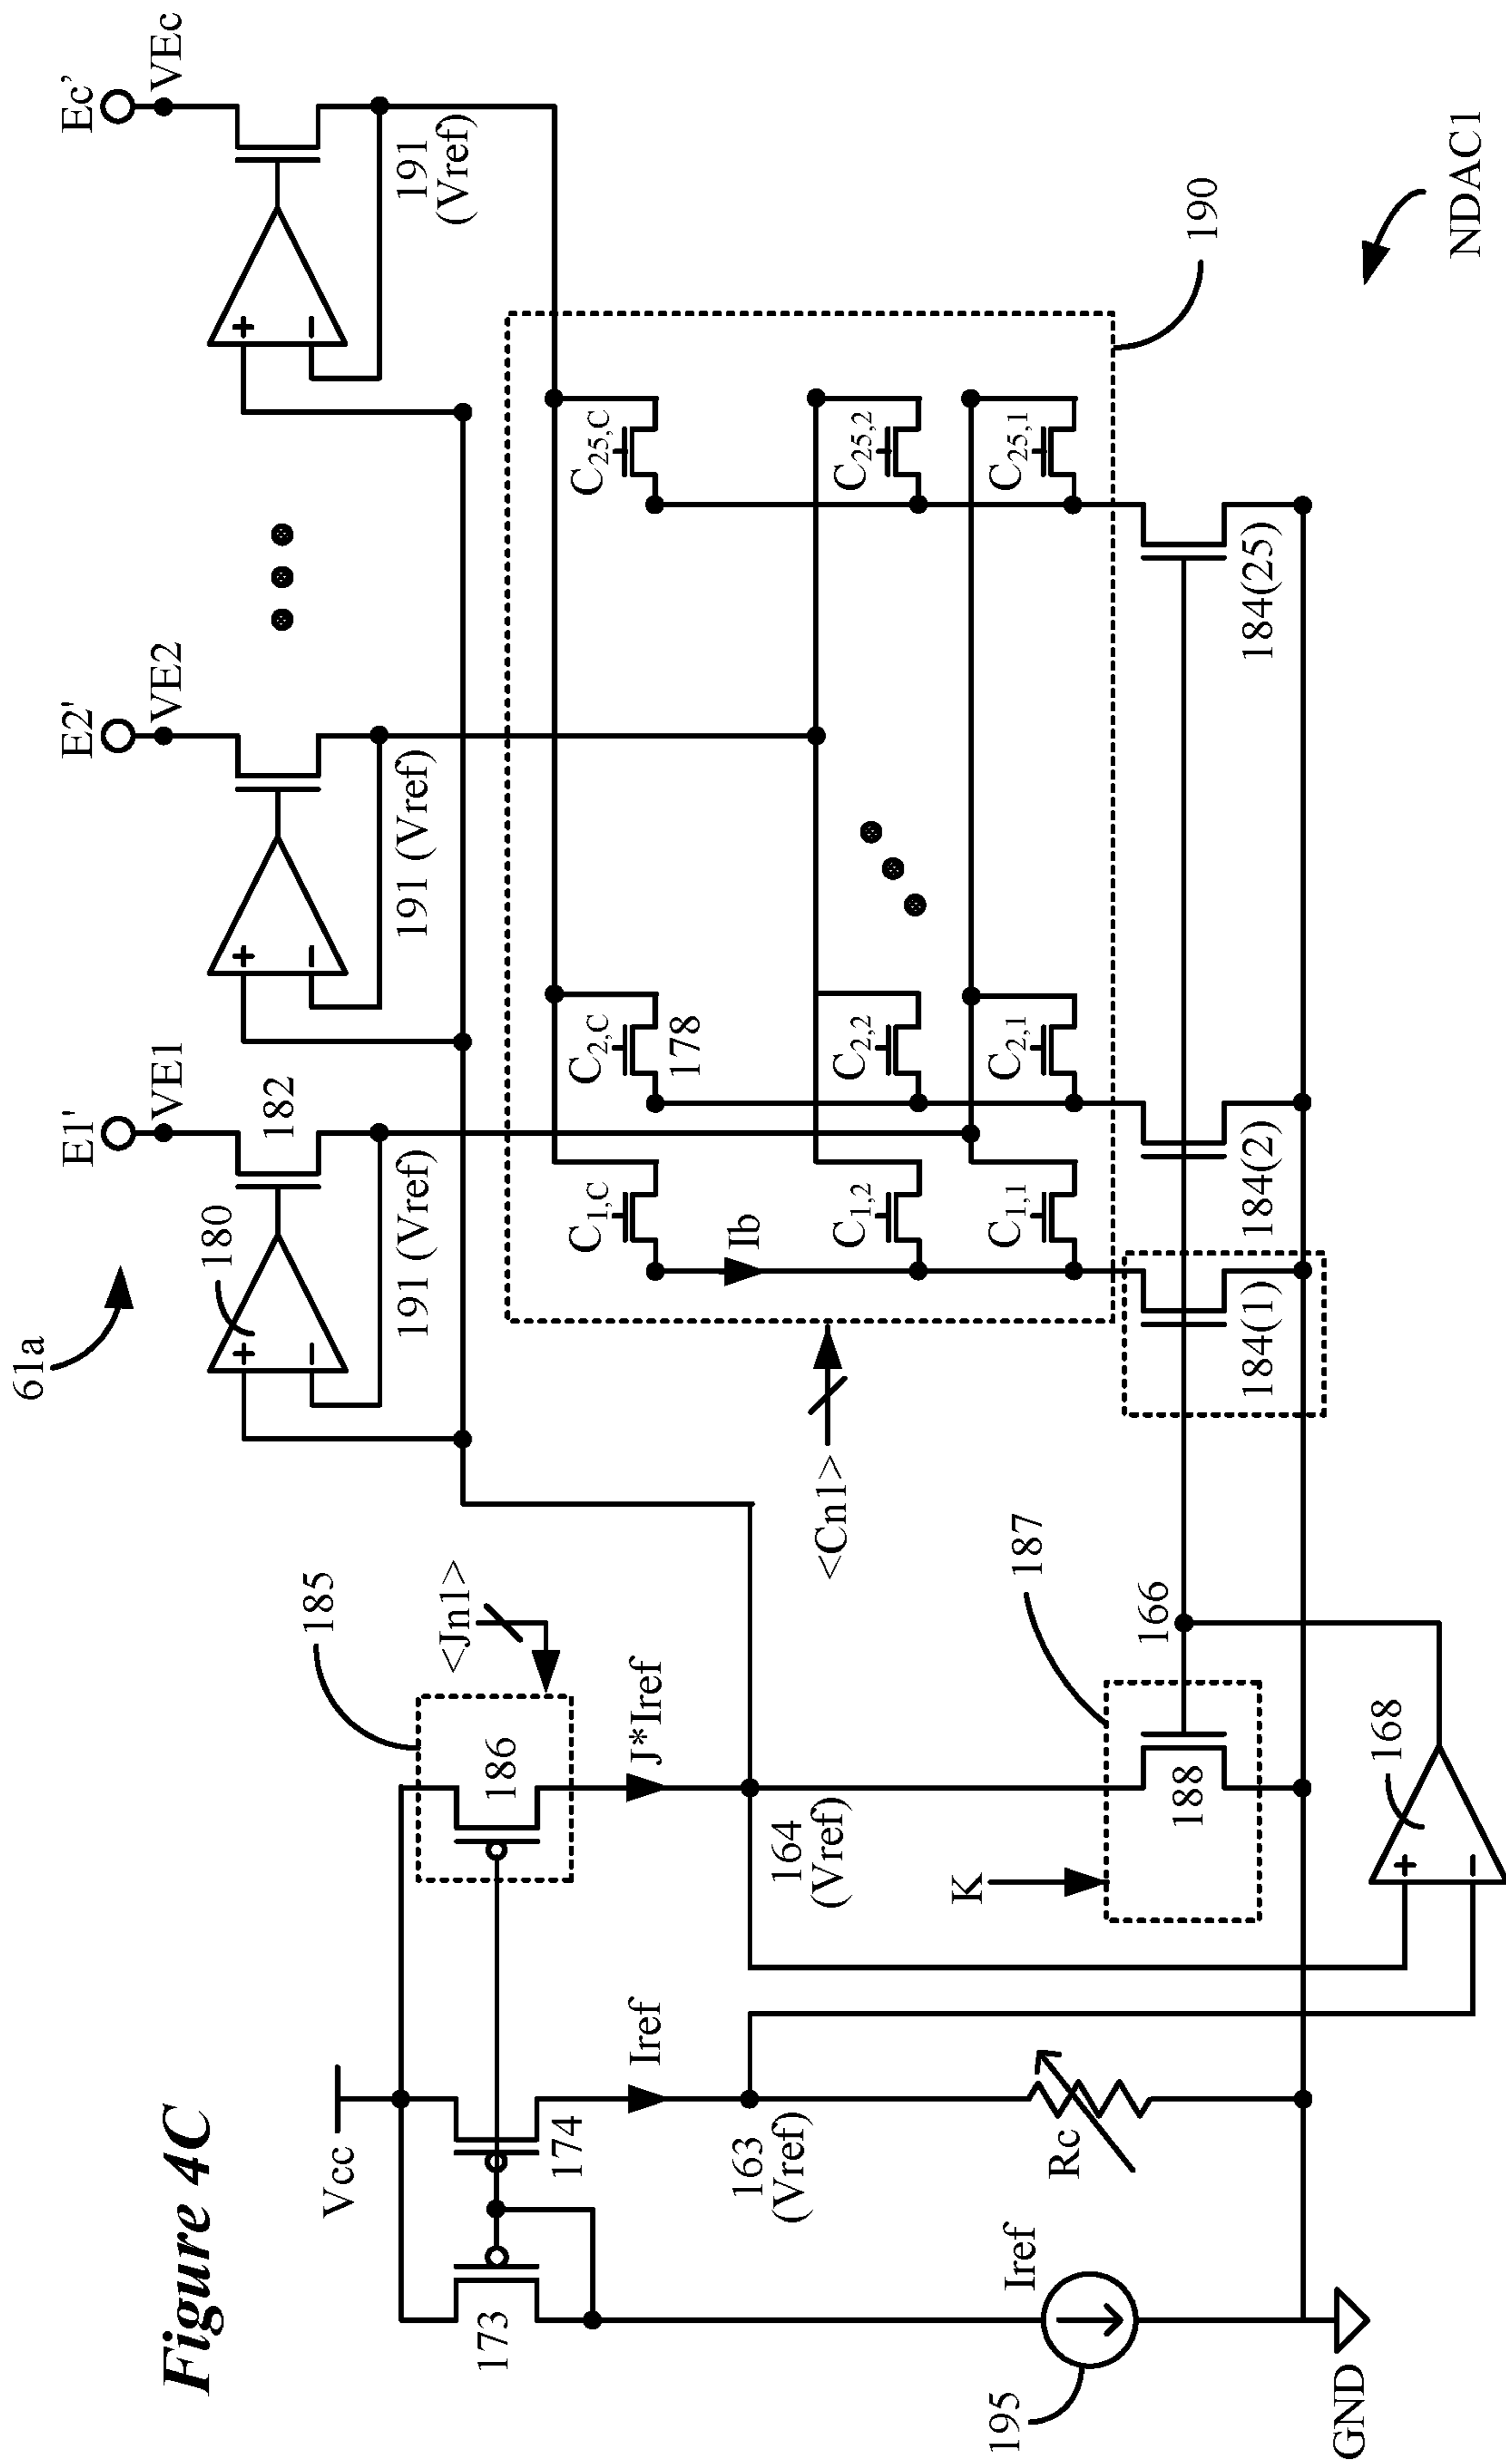 Figure 4C
61a
E1'
VE1
E2'
VE2
Ec'
VEc
Vcc
185
<Jn1>
180
182
+
−
+
−
+
−
191 (Vref)
191 (Vref)
191
(Vref)
173
174
186
Iref
J*Iref
C1,C
C2,C
C25,C
178
Ib
163
(Vref)
164
(Vref)
<Cn1>
C1,2
C2,2
C25,2
K
187
C1,1
C2,1
C25,1
195
Iref
Rc
188
166
184(1)
184(2)
184(25)
190
GND
168
+
−
NDAC1